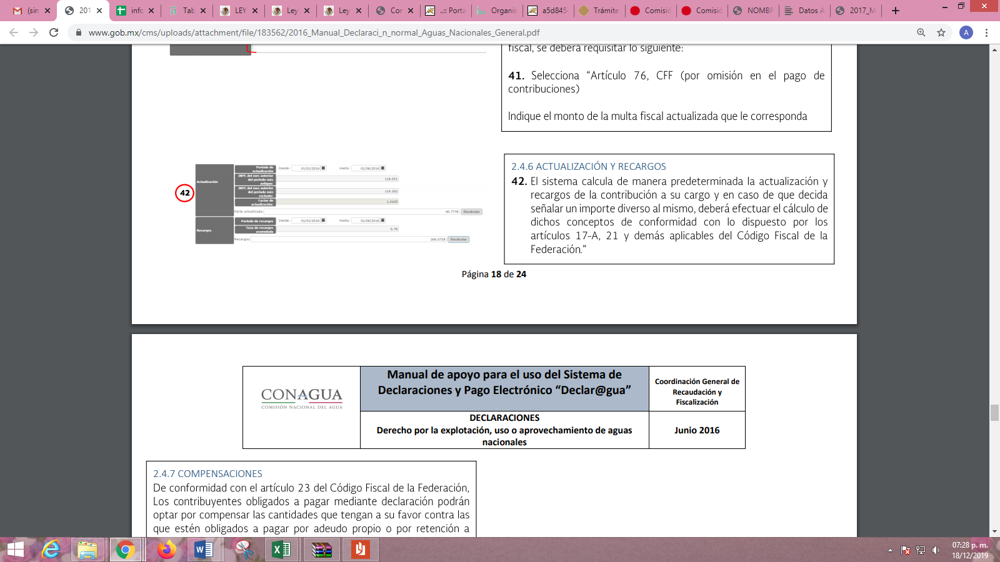 (sin
201
info
Tab
LEY
Ley
Ley
Cor
..:: Porta
Organis
a5d845
Trámite
Comisió
Comisió
NOMBR
Datos A
2017_M
www.gob.mx/cms/uploads/attachment/file/183562/2016_Manual_Declaraci_n_normal_Aguas_Nacionales_General.pdf
A
fiscal, se deberá requisitar lo siguiente:
41. Selecciona “Artículo 76, CFF (por omisión en el pago de
contribuciones)
Indique el monto de la multa fiscal actualizada que le corresponda
42
Actualización
Periodo de
actualización
Desde: 01/01/2016
Hasta: 01/06/2016
INPC del mes anterior
del periodo más
antiguo:
118.051
INPC del mes anterior
del periodo más
reciente:
119.302
Factor de
actualización:
1.0105
Parte actualizada: 40.7778 Recalcular
Recargos
Periodo de recargos
Desde: 01/01/2016
Hasta: 01/06/2016
Tasa de recargos
acumulada
6.78
Recargos: 266.0728 Recalcular
2.4.6 ACTUALIZACIÓN Y RECARGOS
42. El sistema calcula de manera predeterminada la actualización y
recargos de la contribución a su cargo y en caso de que decida
señalar un importe diverso al mismo, deberá efectuar el cálculo de
dichos conceptos de conformidad con lo dispuesto por los
artículos 17-A, 21 y demás aplicables del Código Fiscal de la
Federación.”
Página 18 de 24
CONAGUA
COMISIÓN NACIONAL DEL AGUA
Manual de apoyo para el uso del Sistema de
Declaraciones y Pago Electrónico “Declar@gua”
Coordinación General de
Recaudación y
Fiscalización
DECLARACIONES
Derecho por la explotación, uso o aprovechamiento de aguas
nacionales
Junio 2016
2.4.7 COMPENSACIONES
De conformidad con el artículo 23 del Código Fiscal de la Federación,
Los contribuyentes obligados a pagar mediante declaración podrán
optar por compensar las cantidades que tengan a su favor contra las
que estén obligados a pagar por adeudo propio o por retención a
07:28 p. m.
18/12/2019